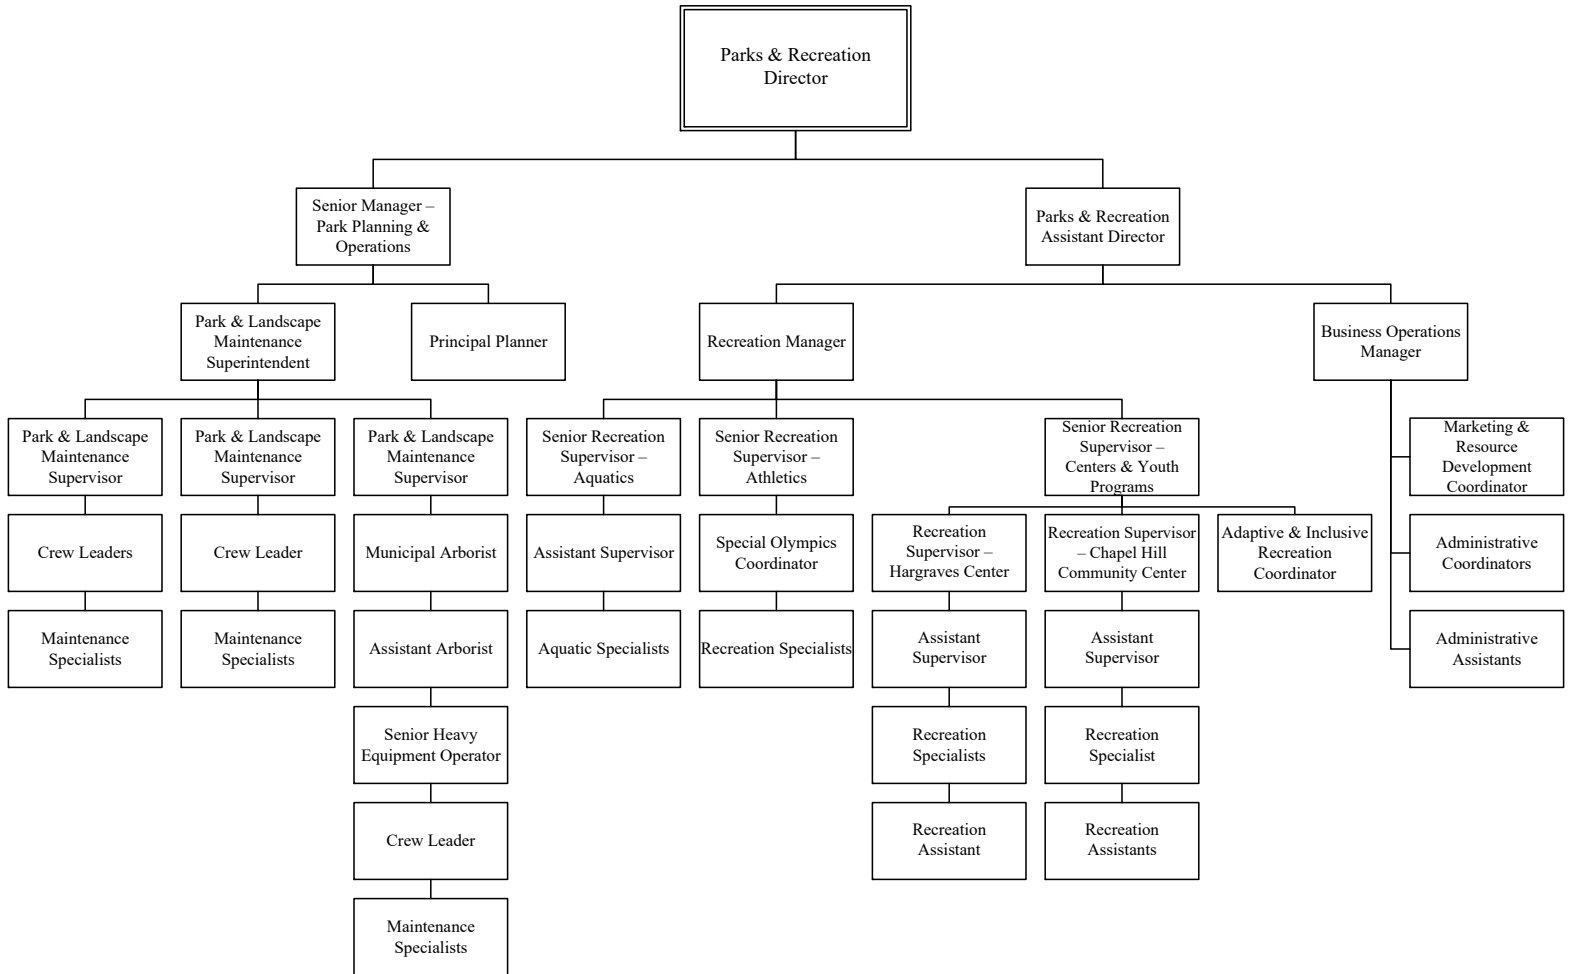 Parks & Recreation
Director
Senior Manager –
Park Planning &
Operations
Parks & Recreation
Assistant Director
Park & Landscape
Maintenance
Superintendent
Principal Planner
Recreation Manager
Business Operations
Manager
Park & Landscape
Maintenance
Supervisor
Park & Landscape
Maintenance
Supervisor
Park & Landscape
Maintenance
Supervisor
Senior Recreation
Supervisor –
Aquatics
Senior Recreation
Supervisor –
Athletics
Senior Recreation
Supervisor –
Centers & Youth
Programs
Marketing &
Resource
Development
Coordinator
Crew Leaders
Crew Leader
Municipal Arborist
Assistant Supervisor
Special Olympics
Coordinator
Recreation
Supervisor –
Hargraves Center
Recreation Supervisor
– Chapel Hill
Community Center
Adaptive & Inclusive
Recreation
Coordinator
Administrative
Coordinators
Maintenance
Specialists
Maintenance
Specialists
Assistant Arborist
Aquatic Specialists
Recreation Specialists
Assistant
Supervisor
Assistant
Supervisor
Administrative
Assistants
Senior Heavy
Equipment Operator
Recreation
Specialists
Recreation
Specialist
Crew Leader
Recreation
Assistant
Recreation
Assistants
Maintenance
Specialists